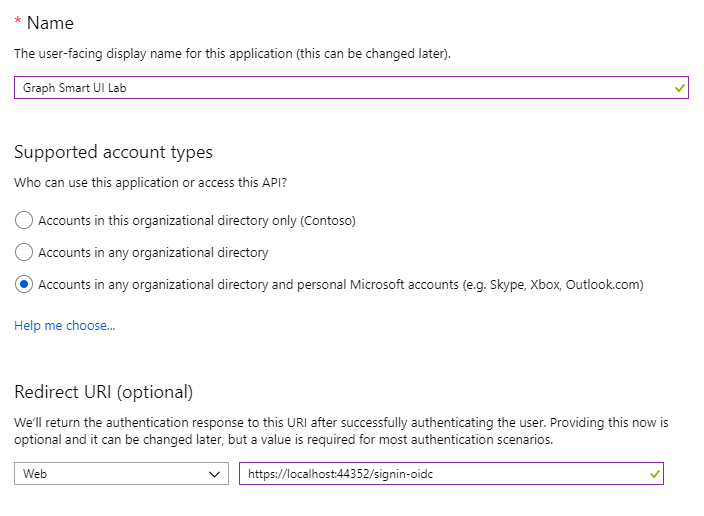 * Name
The user-facing display name for this application (this can be changed later).
Graph Smart UI Lab
Supported account types
Who can use this application or access this API?
Accounts in this organizational directory only (Contoso)
Accounts in any organizational directory
Accounts in any organizational directory and personal Microsoft accounts (e.g. Skype, Xbox, Outlook.com)
Help me choose...
Redirect URI (optional)
We'll return the authentication response to this URI after successfully authenticating the user. Providing this now is
optional and it can be changed later, but a value is required for most authentication scenarios.
Web
https://localhost:44352/signin-oidc